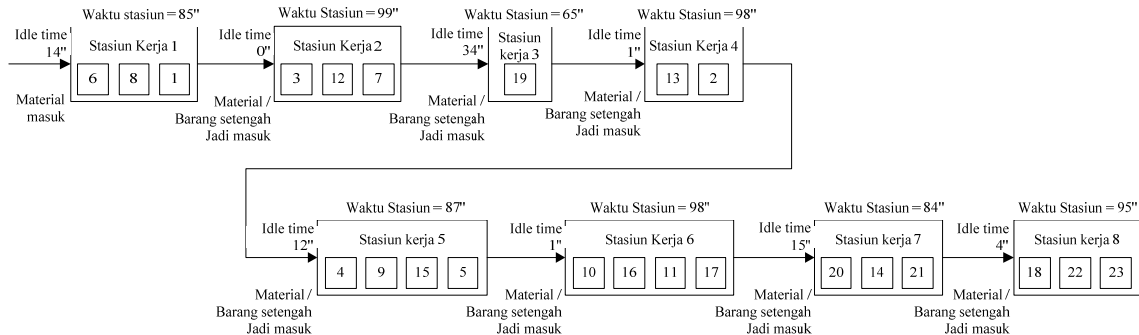 Waktu stasiun = 85"
Idle time
14"
Stasiun Kerja 1
6 8 1
Material
masuk
Waktu Stasiun = 99"
Idle time
0"
Stasiun Kerja 2
3 12 7
Material /
Barang setengah
Jadi masuk
Waktu Stasiun = 65"
Idle time
34"
Stasiun
kerja 3
19
Material /
Barang setengah
Jadi masuk
Waktu Stasiun = 98"
Idle time
1"
Stasiun Kerja 4
13 2
Material /
Barang setengah
Jadi masuk
Waktu Stasiun = 87"
Idle time
12"
Stasiun kerja 5
4 9 15 5
Material /
Barang setengah
Jadi masuk
Waktu Stasiun = 98"
Idle time
1"
Stasiun Kerja 6
10 16 11 17
Material /
Barang setengah
Jadi masuk
Waktu Stasiun = 84"
Idle time
15"
Stasiun kerja 7
20 14 21
Material /
Barang setengah
Jadi masuk
Waktu Stasiun = 95"
Idle time
4"
Stasiun kerja 8
18 22 23
Material /
Barang setengah
Jadi masuk